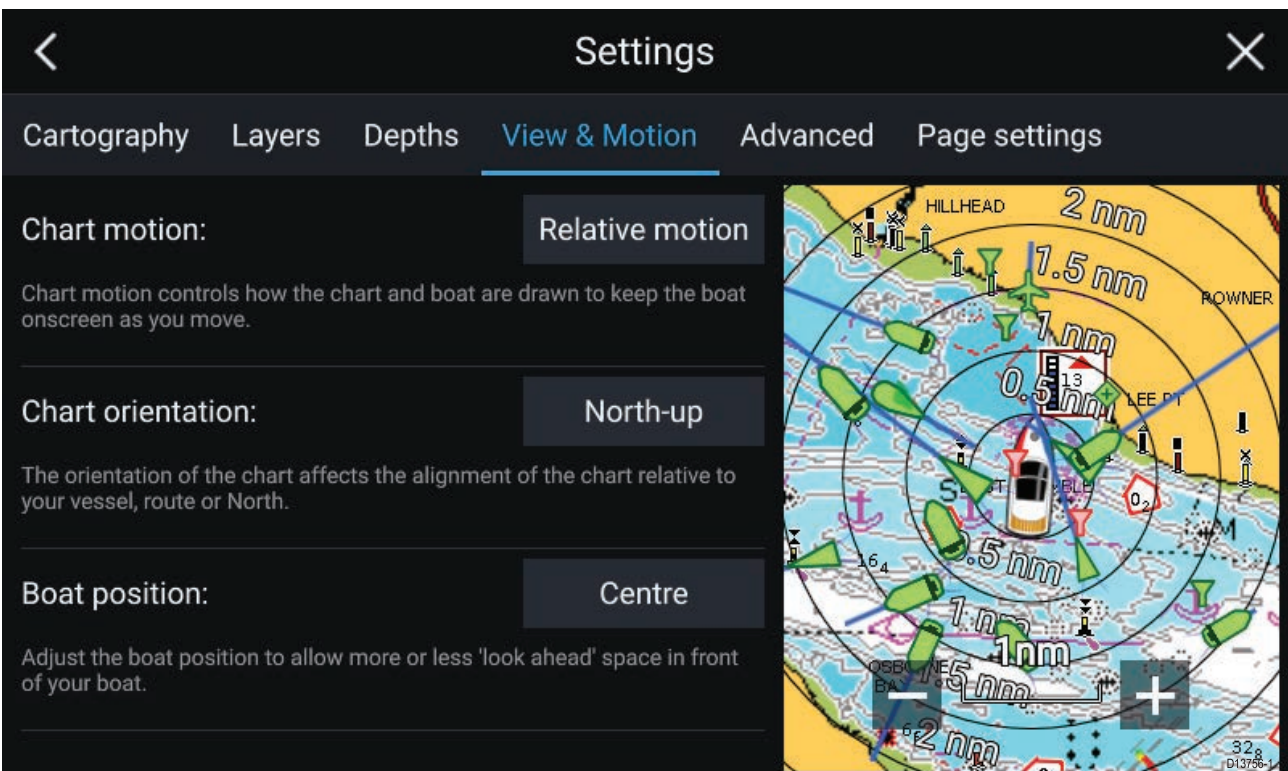 Settings
Cartography Layers Depths View & Motion Advanced Page settings
Chart motion: Relative motion
Chart motion controls how the chart and boat are drawn to keep the boat
onscreen as you move.
Chart orientation: North-up
The orientation of the chart affects the alignment of the chart relative to
your vessel, route or North.
Boat position: Centre
Adjust the boat position to allow more or less 'look ahead' space in front
of your boat.
HILLHEAD
2 nm
1.5 nm
ROWNER
1 nm
13
0.5 nm
LEE PT
0₂
M
0.5 nm
16₄
1 nm
1nm
2 nm
32₈
D13756-1